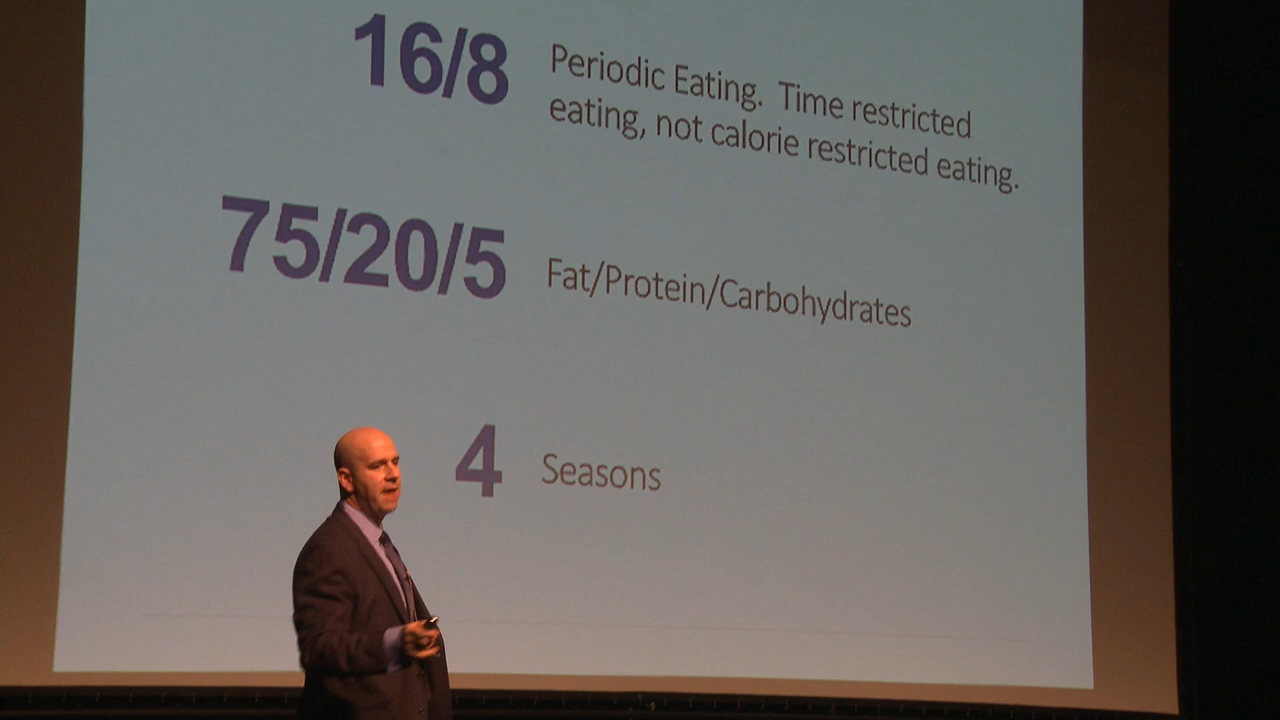 16/8 Periodic Eating. Time restricted
eating, not calorie restricted eating.
75/20/5 Fat/Protein/Carbohydrates
4 Seasons